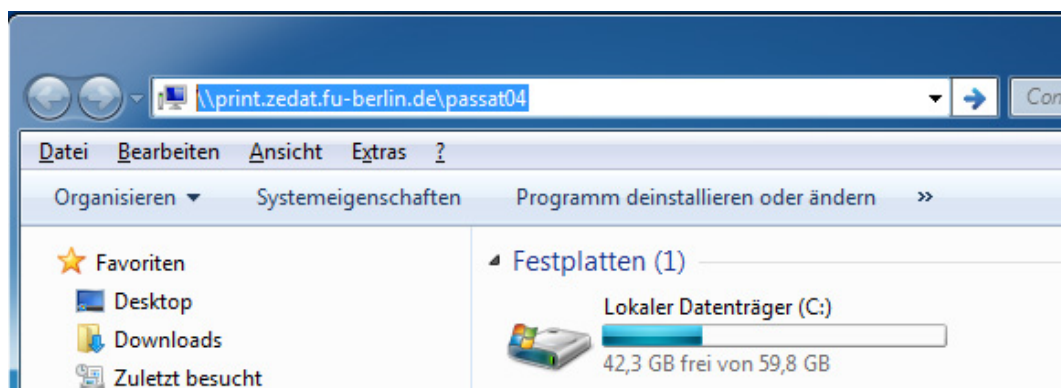 \\print.zedat.fu-berlin.de\passat04
Datei Bearbeiten Ansicht Extras ?
Organisieren Systemeigenschaften Programm deinstallieren oder ändern »
Favoriten
Desktop
Downloads
Zuletzt besucht
Festplatten (1)
Lokaler Datenträger (C:)
42,3 GB frei von 59,8 GB